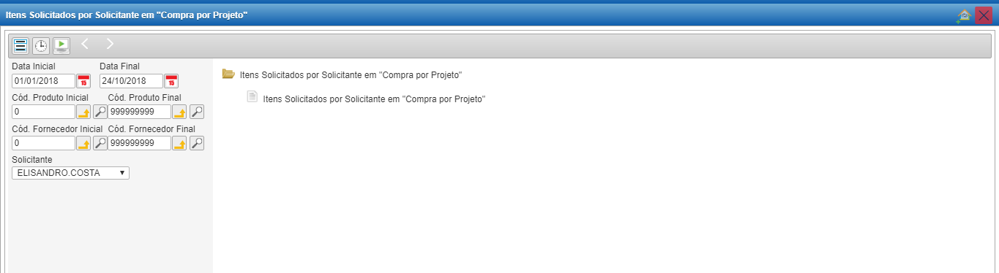 Itens Solicitados por Solicitante em "Compra por Projeto"
Data Inicial Data Final
01/01/2018 15 24/10/2018 15
Cód. Produto Inicial Cód. Produto Final
0 999999999
Cód. Fornecedor Inicial Cód. Fornecedor Final
0 999999999
Solicitante
ELISANDRO.COSTA
Itens Solicitados por Solicitante em "Compra por Projeto"
Itens Solicitados por Solicitante em "Compra por Projeto"